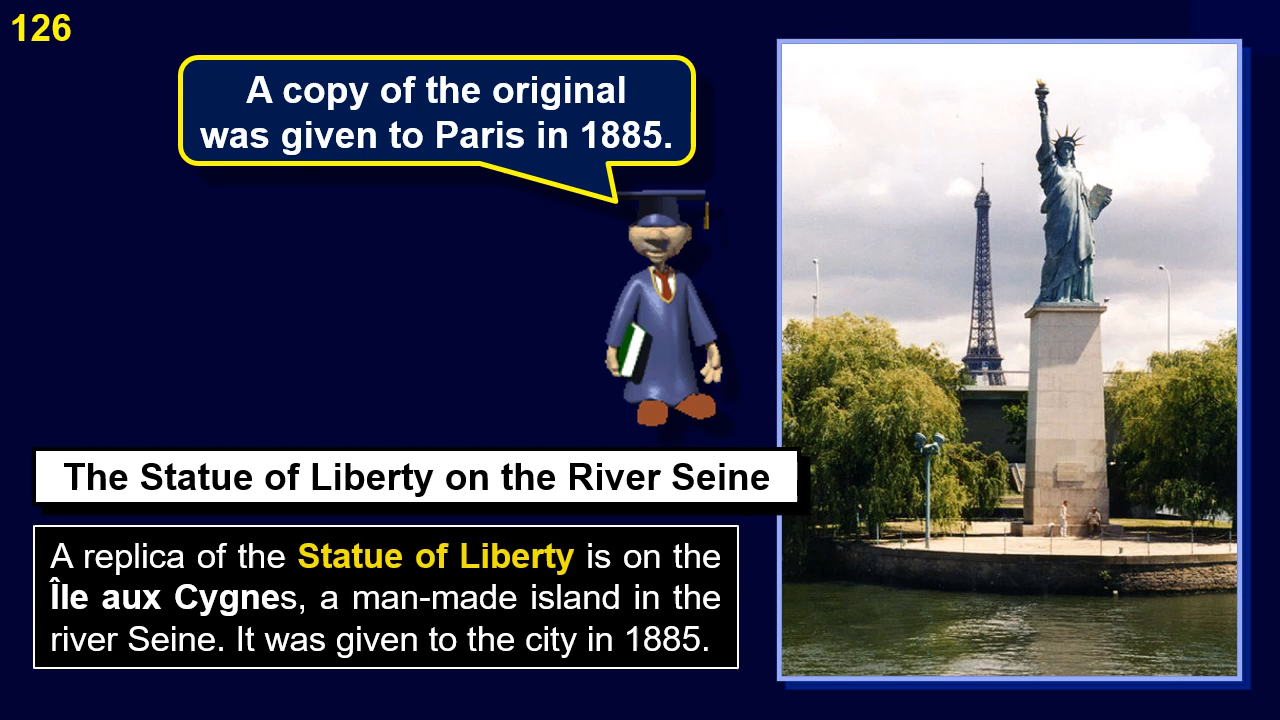 126
A copy of the original
was given to Paris in 1885.
The Statue of Liberty on the River Seine
A replica of the Statue of Liberty is on the
Île aux Cygnes, a man-made island in the
river Seine. It was given to the city in 1885.